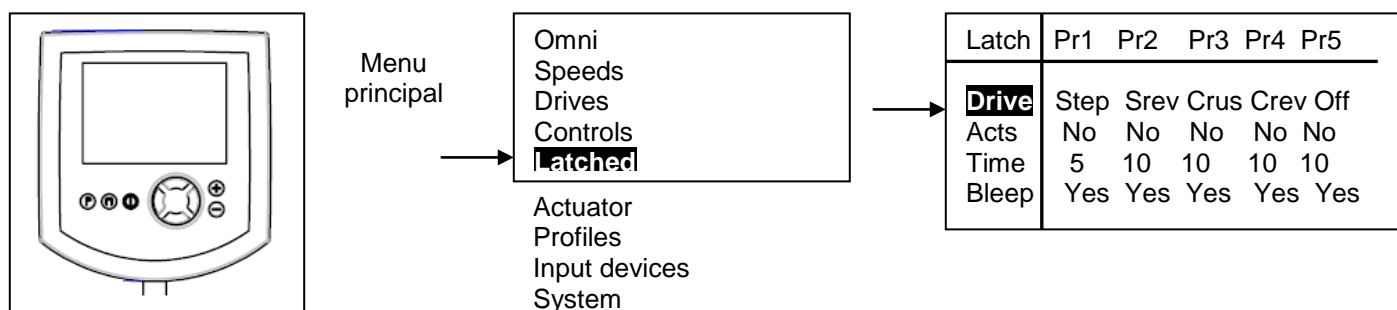 Menu
principal
Omni
Speeds
Drives
Controls
Latched
Actuator
Profiles
Input devices
System
Latch Pr1 Pr2 Pr3 Pr4 Pr5
Drive Step Srev Crus Crev Off
Acts No No No No No
Time 5 10 10 10 10
Bleep Yes Yes Yes Yes Yes